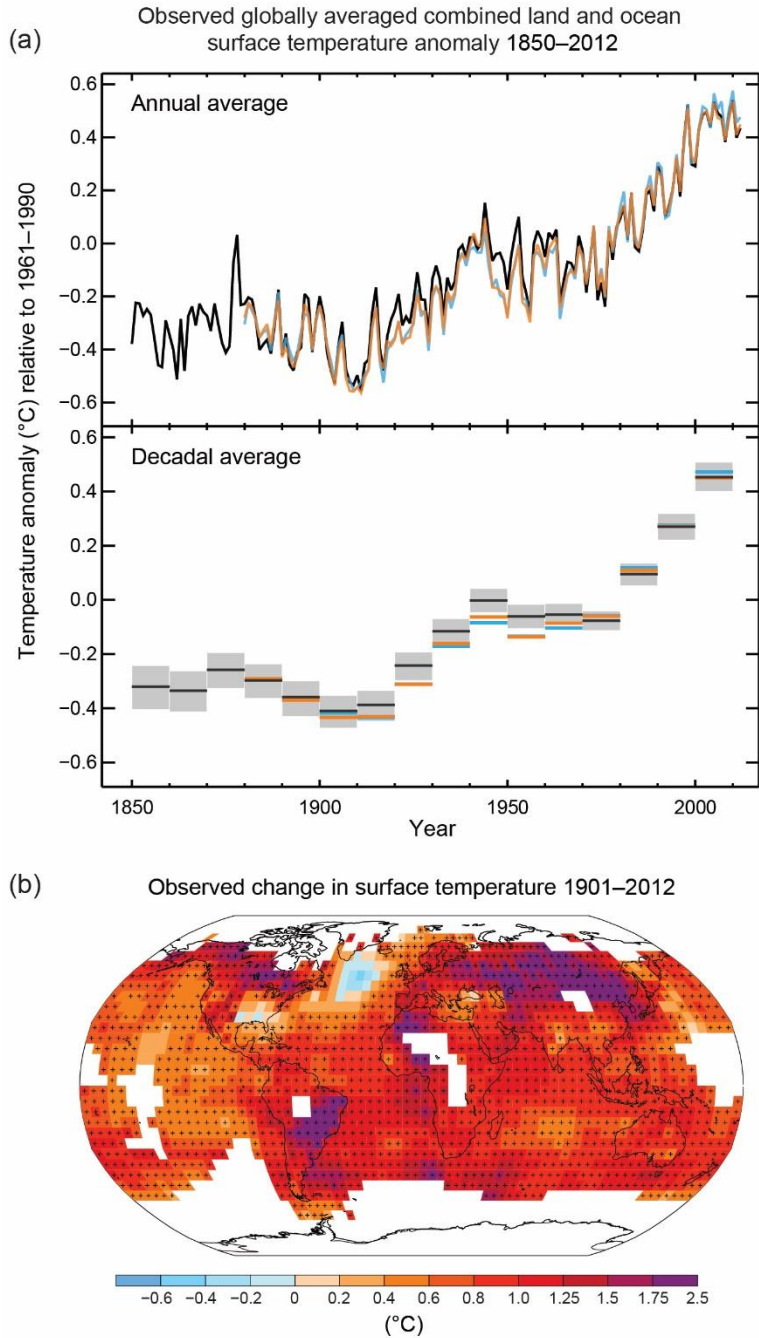 (a)
Observed globally averaged combined land and ocean
surface temperature anomaly 1850–2012
Temperature anomaly (°C) relative to 1961–1990
Annual average
0.6
0.4
0.2
0.0
−0.2
−0.4
−0.6
Decadal average
0.6
0.4
0.2
0.0
−0.2
−0.4
−0.6
1850
1900
1950
2000
Year
(b)
Observed change in surface temperature 1901–2012
−0.6 −0.4 −0.2 0 0.2 0.4 0.6 0.8 1.0 1.25 1.5 1.75 2.5
(°C)